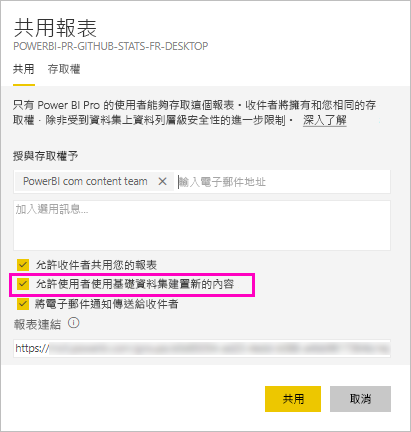 共用報表
POWERBI-PR-GITHUB-STATS-FR-DESKTOP
共用 存取權
只有 Power BI Pro 的使用者能夠存取這個報表。收件者將擁有和您相同的存
取權，除非受到資料集上資料列層級安全性的進一步限制。深入了解
授與存取權予
PowerBI com content team × 輸入電子郵件地址
加入選用訊息...
允許收件者共用您的報表
允許使用者使用基礎資料集建置新的內容
將電子郵件通知傳送給收件者
報表連結
https://
共用 取消